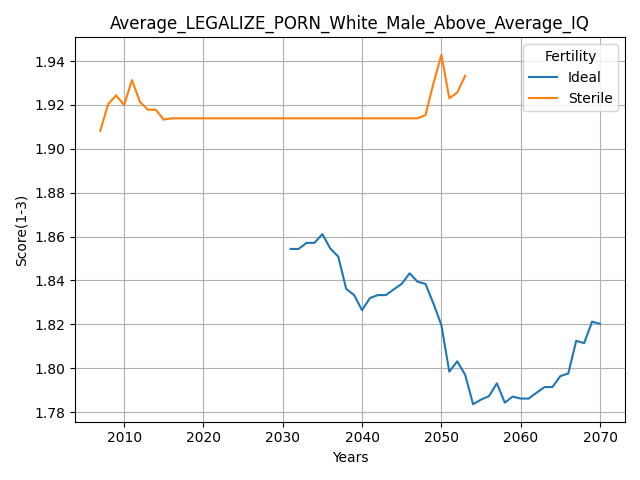 Average_LEGALIZE_PORN_White_Male_Above_Average_IQ
Fertility
Ideal
Sterile
1.94
1.92
1.90
1.88
1.86
1.84
1.82
1.80
1.78
Score(1-3)
2010 2020 2030 2040 2050 2060 2070
Years